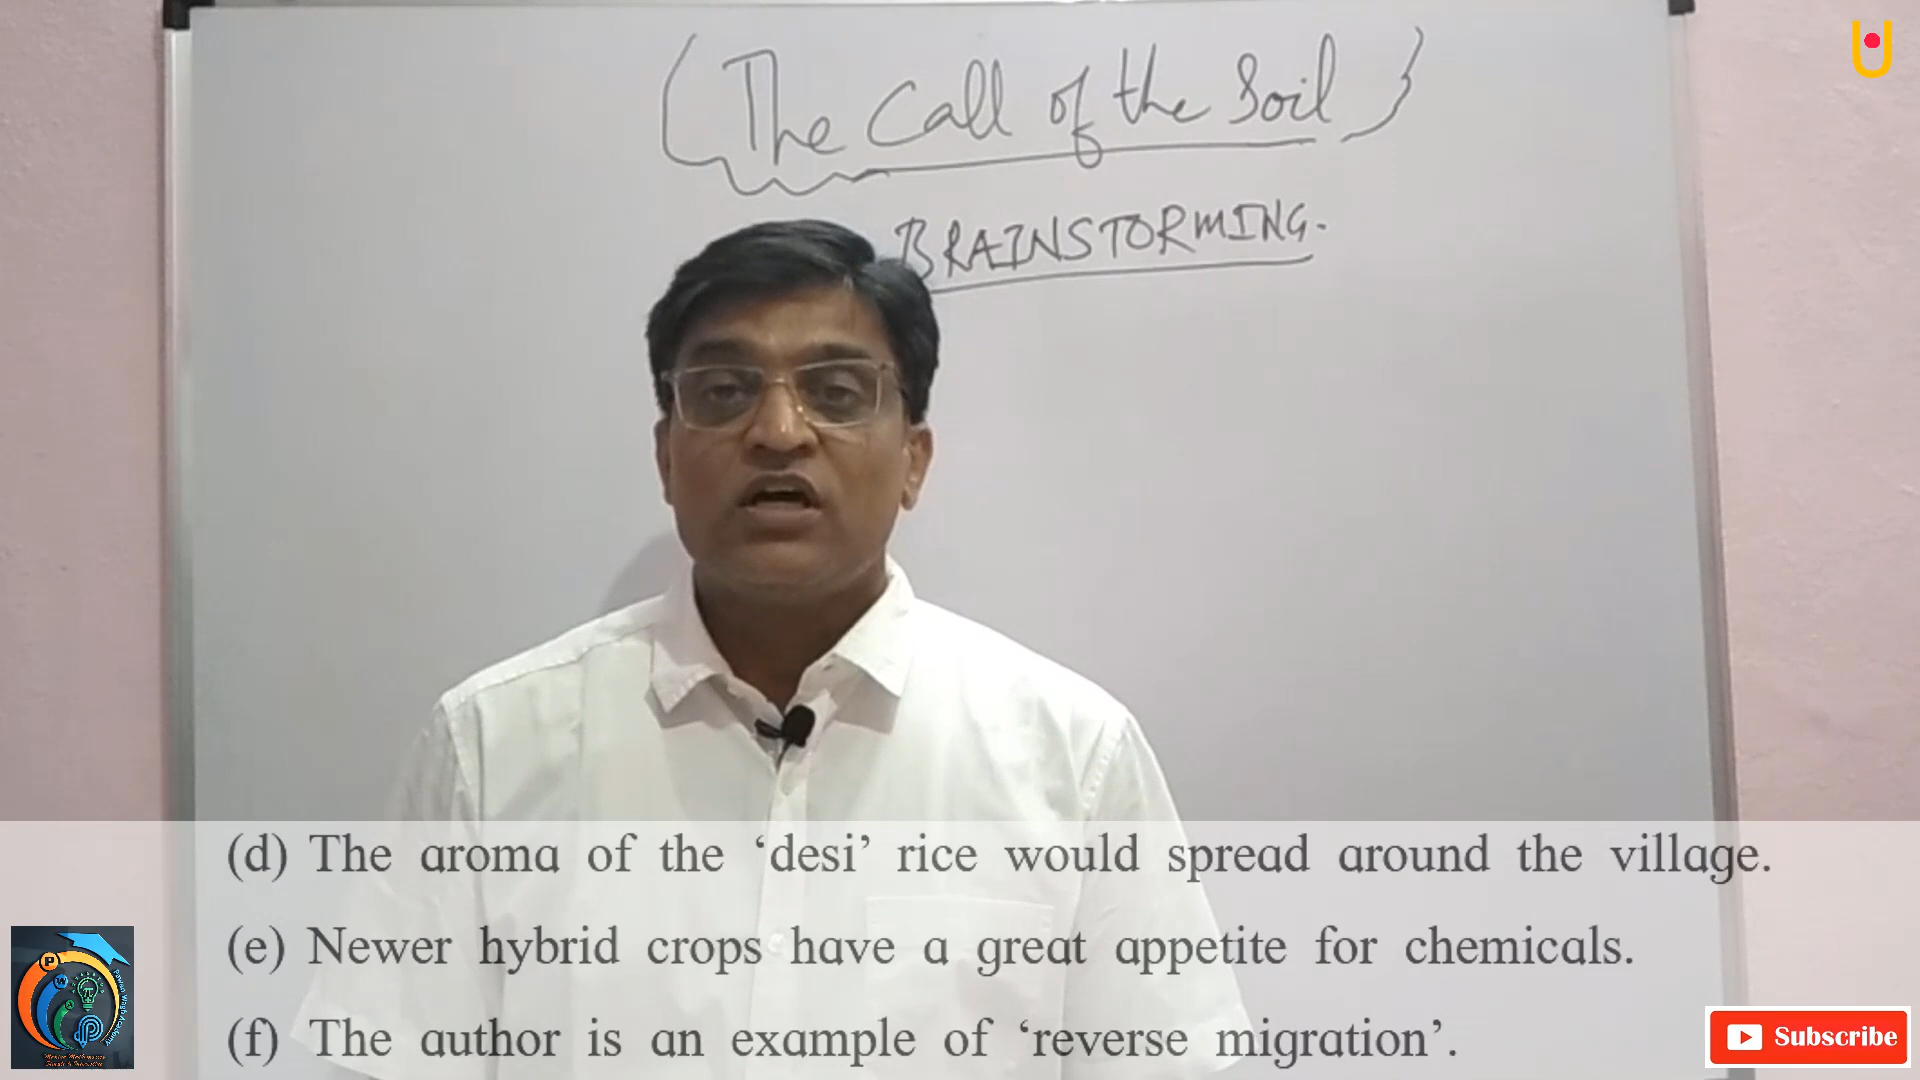 The Call of the Soil
BRAINSTORMING.
(d) The aroma of the ‘desi’ rice would spread around the village.
(e) Newer hybrid crops have a great appetite for chemicals.
(f) The author is an example of ‘reverse migration’.
Subscribe